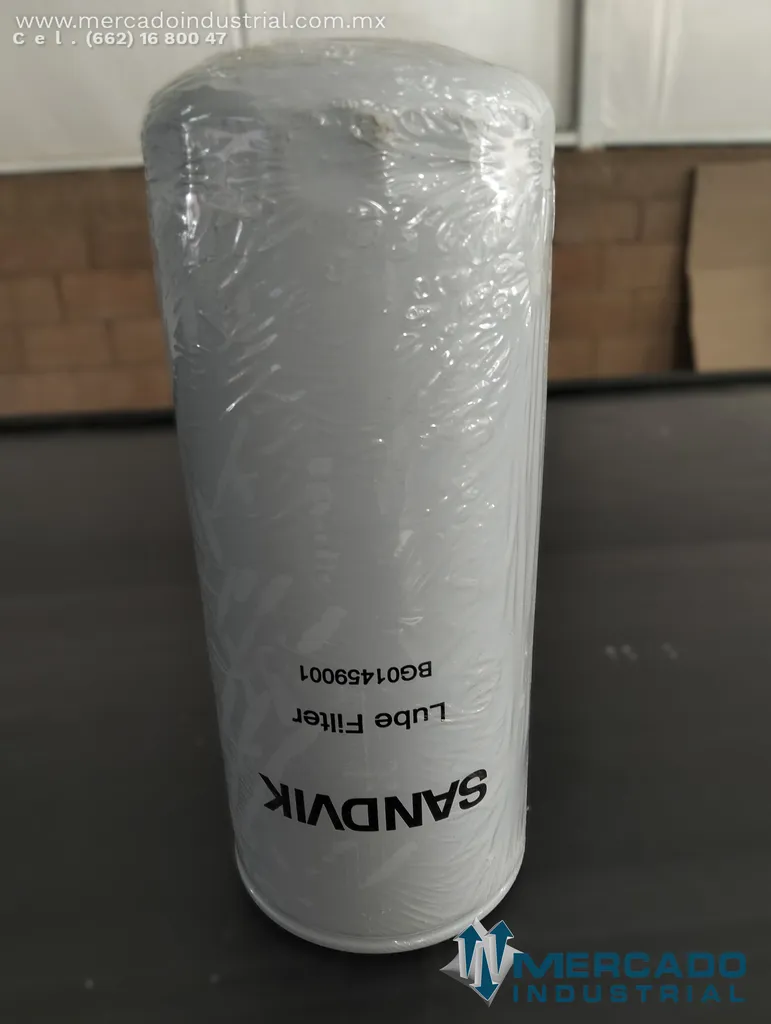 www.mercadoindustrial.com.mx
Cel. (662) 16 800 47
SANDVIK
Lube Filter
BG01459001
MERCADO
INDUSTRIAL